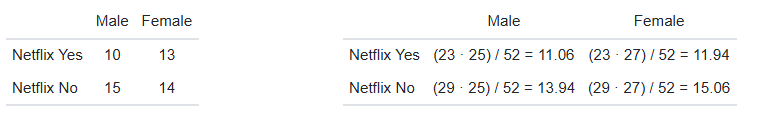 Male Female
Netflix Yes 10 13
Netflix No 15 14
Male Female
Netflix Yes (23 · 25) / 52 = 11.06 (23 · 27) / 52 = 11.94
Netflix No (29 · 25) / 52 = 13.94 (29 · 27) / 52 = 15.06